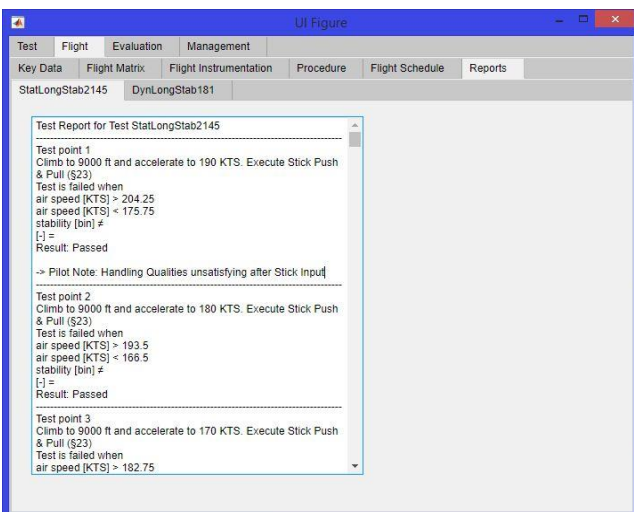 UI Figure
Test Flight Evaluation Management
Key Data Flight Matrix Flight Instrumentation Procedure Flight Schedule Reports
StatLongStab2145 DynLongStab181
Test Report for Test StatLongStab2145
Test point 1
Climb to 9000 ft and accelerate to 190 KTS. Execute Stick Push
& Pull (§23)
Test is failed when
air speed [KTS] > 204.25
air speed [KTS] < 175.75
stability [bin] ≠
[-] =
Result: Passed
-> Pilot Note: Handling Qualities unsatisfying after Stick Input
Test point 2
Climb to 9000 ft and accelerate to 180 KTS. Execute Stick Push
& Pull (§23)
Test is failed when
air speed [KTS] > 193.5
air speed [KTS] < 166.5
stability [bin] ≠
[-] =
Result: Passed
Test point 3
Climb to 9000 ft and accelerate to 170 KTS. Execute Stick Push
& Pull (§23)
Test is failed when
air speed [KTS] > 182.75